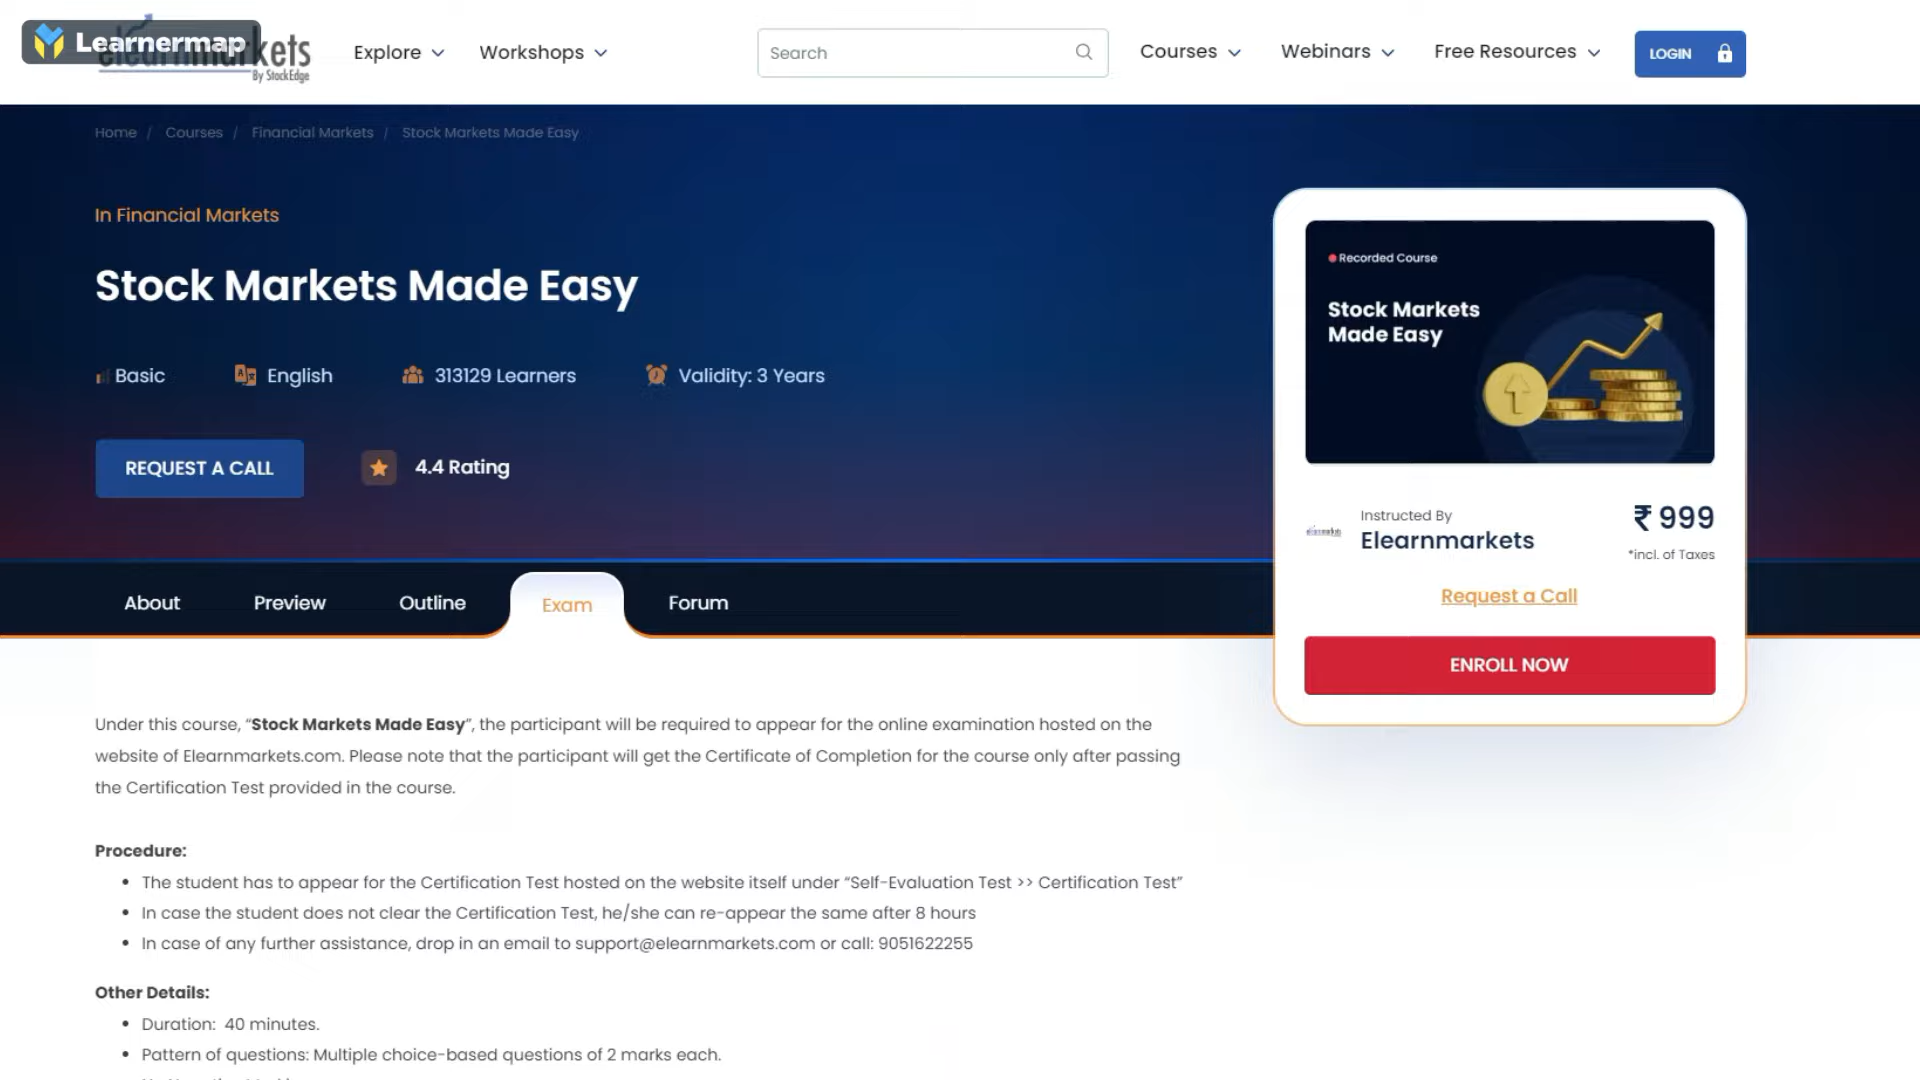 Learnermap
elearnmarkets
By StockEdge
Explore
Workshops
Search
Courses
Webinars
Free Resources
LOGIN
Home / Courses / Financial Markets / Stock Markets Made Easy
In Financial Markets
Stock Markets Made Easy
Basic
English
313129 Learners
Validity: 3 Years
REQUEST A CALL
4.4 Rating
Recorded Course
Stock Markets
Made Easy
Instructed By
Elearnmarkets
₹ 999
*incl. of Taxes
Request a Call
ENROLL NOW
About
Preview
Outline
Exam
Forum
Under this course, “Stock Markets Made Easy”, the participant will be required to appear for the online examination hosted on the
website of Elearnmarkets.com. Please note that the participant will get the Certificate of Completion for the course only after passing
the Certification Test provided in the course.
Procedure:
• The student has to appear for the Certification Test hosted on the website itself under “Self-Evaluation Test >> Certification Test”
• In case the student does not clear the Certification Test, he/she can re-appear the same after 8 hours
• In case of any further assistance, drop in an email to support@elearnmarkets.com or call: 9051622255
Other Details:
• Duration: 40 minutes.
• Pattern of questions: Multiple choice-based questions of 2 marks each.